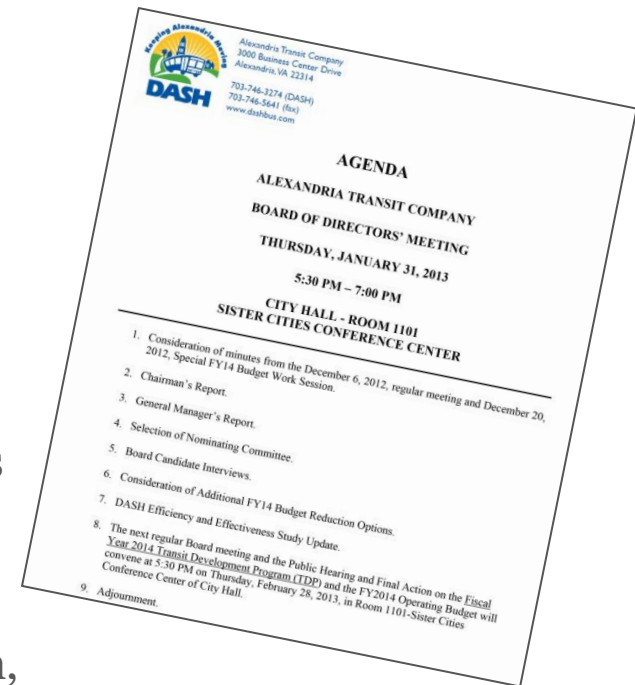 Keeping Alexandria Moving
DASH
Alexandria Transit Company
3000 Business Center Drive
Alexandria, VA 22314
703-746-3274 (DASH)
703-746-5641 (fax)
www.dashbus.com
AGENDA
ALEXANDRIA TRANSIT COMPANY
BOARD OF DIRECTORS' MEETING
THURSDAY, JANUARY 31, 2013
5:30 PM – 7:00 PM
CITY HALL - ROOM 1101
SISTER CITIES CONFERENCE CENTER
1. Consideration of minutes from the December 6, 2012, regular meeting and December 20,
2012, Special FY14 Budget Work Session.
2. Chairman's Report.
3. General Manager's Report.
4. Selection of Nominating Committee.
5. Board Candidate Interviews.
6. Consideration of Additional FY14 Budget Reduction Options.
7. DASH Efficiency and Effectiveness Study Update.
8. The next regular Board meeting and the Public Hearing and Final Action on the Fiscal
Year 2014 Transit Development Program (TDP) and the FY2014 Operating Budget will
convene at 5:30 PM on Thursday, February 28, 2013, in Room 1101-Sister Cities
Conference Center of City Hall.
9. Adjournment.